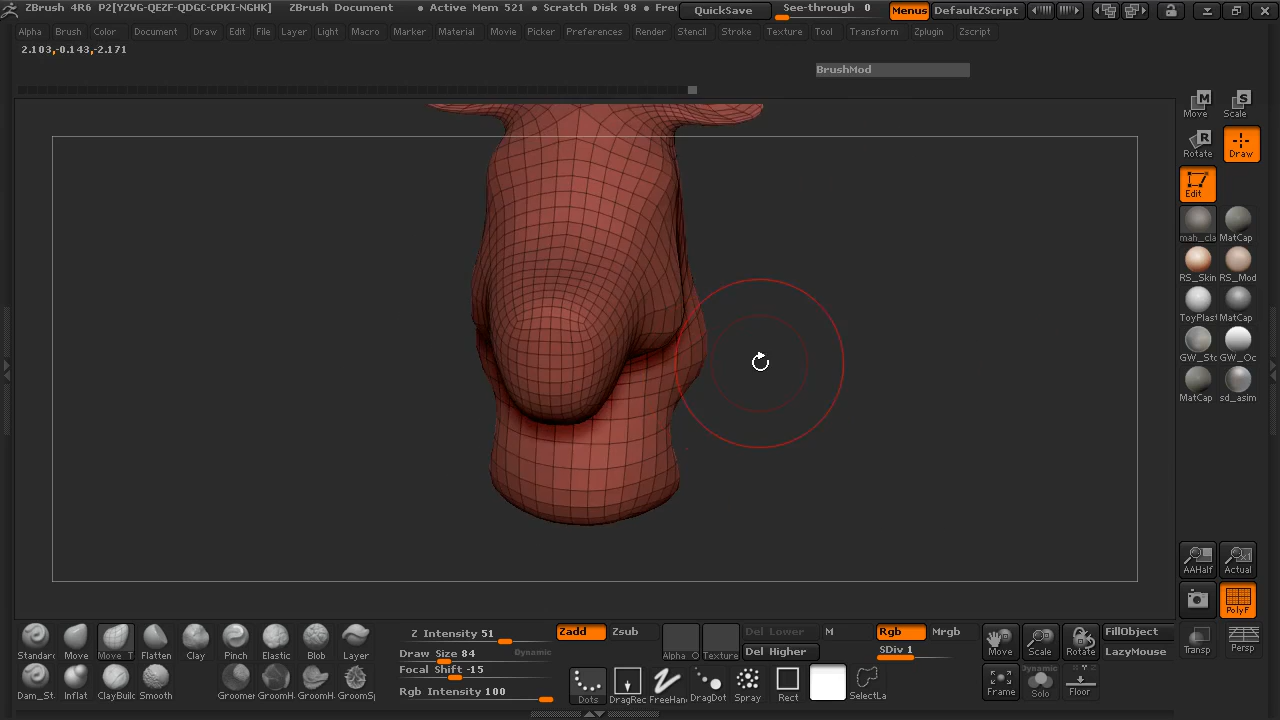 ZBrush 4R6 P2[YZVG-QEZF-QDGC-CPKI-NGHK] ZBrush Document • Active Mem 521 • Scratch Disk 98 • Free QuickSave See-through 0 Menus DefaultZScript
Alpha Brush Color Document Draw Edit File Layer Light Macro Marker Material Movie Picker Preferences Render Stencil Stroke Texture Tool Transform Zplugin Zscript
2.103,-0.143,-2.171
BrushMod
M S
Move Scale
R
Rotate Draw
Edit
mah_cla MatCap
RS_Skin RS_Mod
ToyPlast MatCap
GW_Sto GW_Oc
MatCap sd_asim
AAHalf Actual
PolyF
Transp Persp
Z Intensity 51 Zadd Zsub Del Lower M Rgb Mrgb FillObject
Draw Size 84 Dynamic Del Higher SDiv 1 LazyMouse
Standard Move Move_T Flatten Clay Pinch Elastic Blob Layer Alpha O Texture Move Scale Rotate
Focal Shift -15
Rgb Intensity 100
Dam_St Inflat ClayBuild Smooth Groomer GroomH GroomH GroomS
Dots DragRec FreeHan DragDot Spray Rect SelectLa Frame Dynamic Solo Floor